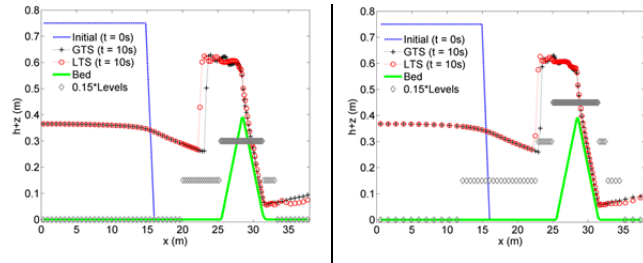 0.8
0.7
0.6
0.5
0.4
0.3
0.2
0.1
0
h+z (m)
Initial (t = 0s)
GTS (t = 10s)
LTS (t = 10s)
Bed
0.15*Levels
0 5 10 15 20 25 30 35
x (m)
0.8
0.7
0.6
0.5
0.4
0.3
0.2
0.1
0
h+z (m)
Initial (t = 0s)
GTS (t = 10s)
LTS (t = 10s)
Bed
0.15*Levels
0 5 10 15 20 25 30 35
x (m)